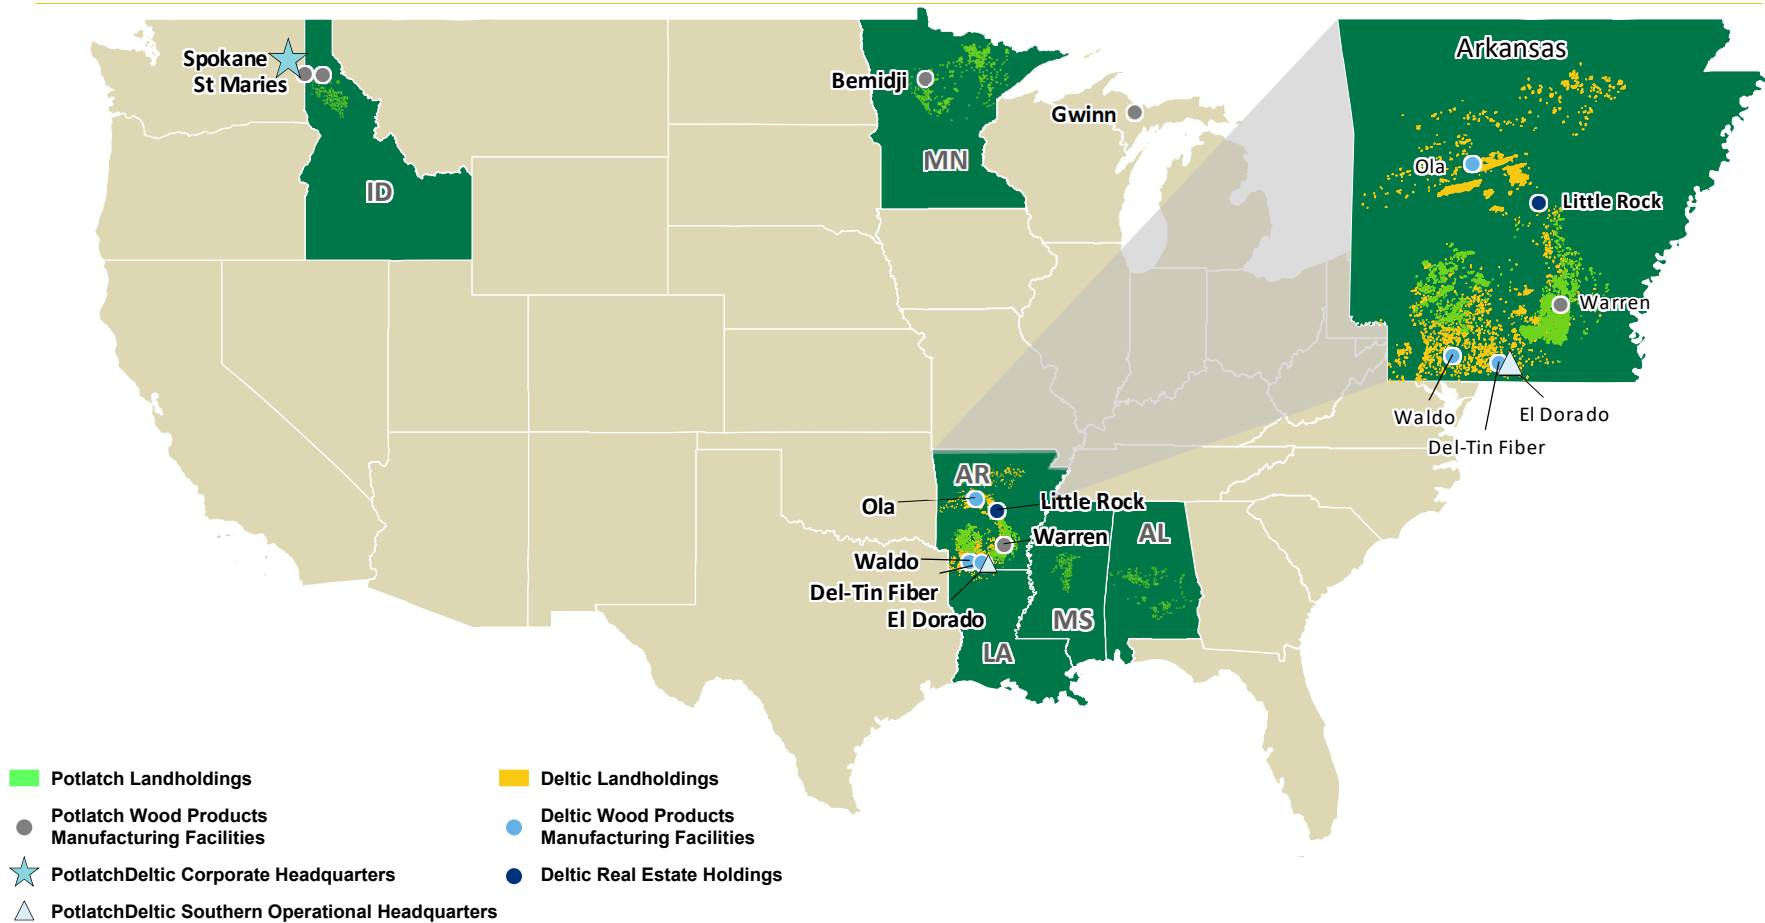 Spokane
St Maries
ID
Bemidji
MN
Gwinn
Arkansas
Ola
Little Rock
Warren
Waldo
El Dorado
Del-Tin Fiber
AR
Ola
Little Rock
Warren
AL
Waldo
Del-Tin Fiber
El Dorado
MS
LA
Potlatch Landholdings
Potlatch Wood Products
Manufacturing Facilities
PotlatchDeltic Corporate Headquarters
PotlatchDeltic Southern Operational Headquarters
Deltic Landholdings
Deltic Wood Products
Manufacturing Facilities
Deltic Real Estate Holdings